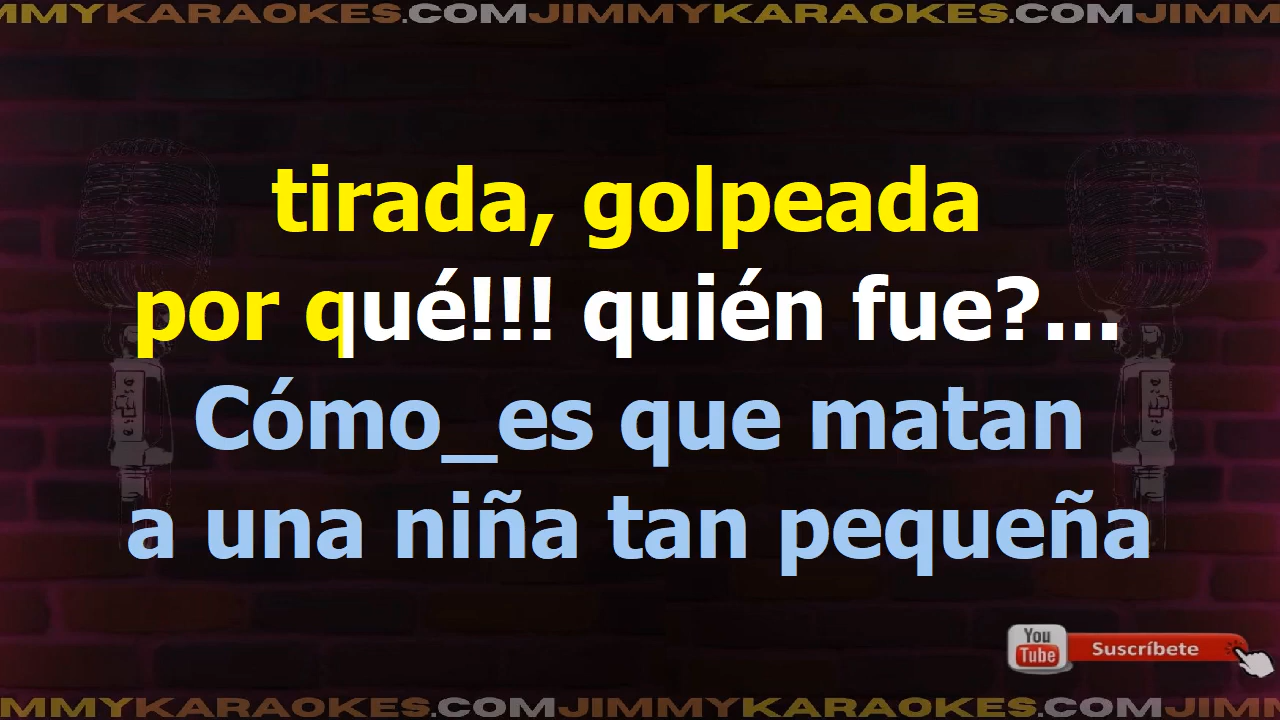 JIMMYKARAOKES.COMJIMMYKARAOKES.COMJIMM
tirada, golpeada
por qué!!! quién fue?...
Cómo_es que matan
a una niña tan pequeña
You
Tube
Suscríbete
MMYKARAOKES.COMJIMMYKARAOKES.COMJIMM